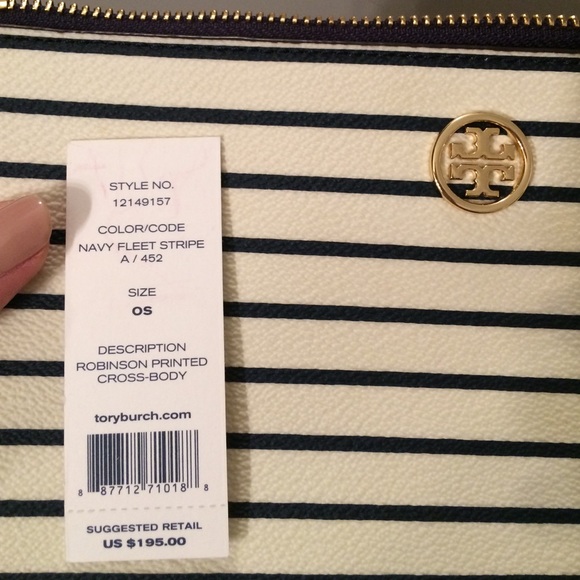 STYLE NO.
12149157
COLOR/CODE
NAVY FLEET STRIPE
A / 452
SIZE
OS
DESCRIPTION
ROBINSON PRINTED
CROSS-BODY
toryburch.com
8 87712 71018 8
SUGGESTED RETAIL
US $195.00